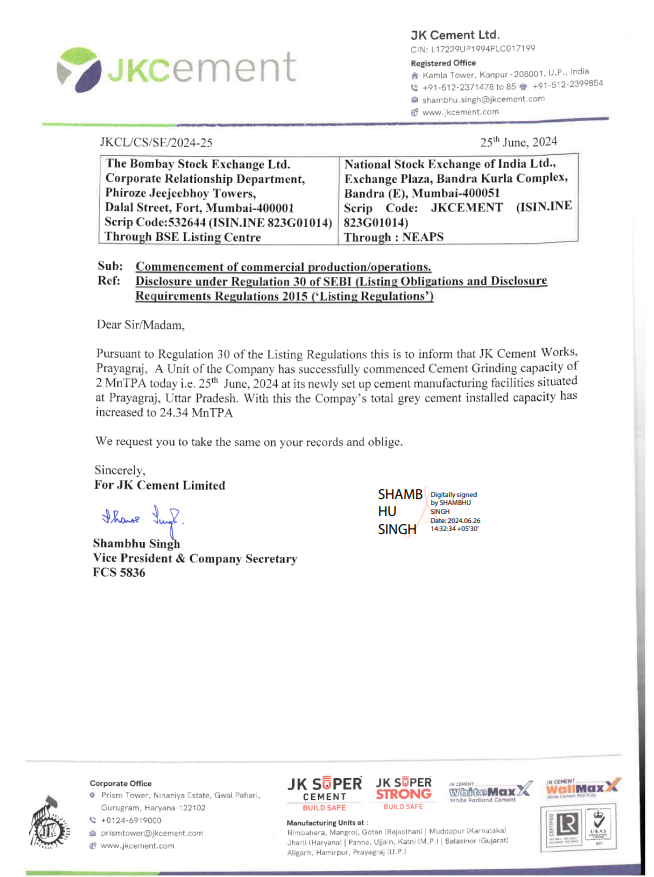 JKcement
JK Cement Ltd.
CIN: L17229UP1994PLC017199
Registered Office
Kamla Tower, Kanpur-208001, U.P., India
+91-512-2371478 to 85 +91-512-2399854
shambhu.singh@jkcement.com
www.jkcement.com
JKCL/CS/SE/2024-25
25th June, 2024
The Bombay Stock Exchange Ltd.
Corporate Relationship Department,
Phiroze Jeejeebhoy Towers,
Dalal Street, Fort, Mumbai-400001
Scrip Code:532644 (ISIN.INE 823G01014)
Through BSE Listing Centre
National Stock Exchange of India Ltd.,
Exchange Plaza, Bandra Kurla Complex,
Bandra (E), Mumbai-400051
Scrip Code: JKCEMENT (ISIN.INE
823G01014)
Through : NEAPS
Sub: Commencement of commercial production/operations.
Ref: Disclosure under Regulation 30 of SEBI (Listing Obligations and Disclosure
Requirements Regulations 2015 (‘Listing Regulations’)
Dear Sir/Madam,
Pursuant to Regulation 30 of the Listing Regulations this is to inform that JK Cement Works,
Prayagraj, A Unit of the Company has successfully commenced Cement Grinding capacity of
2 MnTPA today i.e. 25th June, 2024 at its newly set up cement manufacturing facilities situated
at Prayagraj, Uttar Pradesh. With this the Compay's total grey cement installed capacity has
increased to 24.34 MnTPA
We request you to take the same on your records and oblige.
Sincerely,
For JK Cement Limited
Shambhu Singh
Vice President & Company Secretary
FCS 5836
SHAMB
HU
SINGH
Digitally signed
by SHAMBHU
SINGH
Date: 2024.06.26
14:32:34 +05'30'
JK
Corporate Office
Prism Tower, Ninaniya Estate, Gwal Pahari,
Gurugram, Haryana-122102
+0124-6919000
prismtower@jkcement.com
www.jkcement.com
JK SUPER
CEMENT
BUILD SAFE
JK SUPER
STRONG
BUILD SAFE
JK CEMENT
WhiteMaxX
White Portland Cement
JK CEMENT
WallMaxX
White Cement Wall Putty
Manufacturing Units at :
Nimbahera, Mangrol, Gotan (Rajasthan) | Muddapur (Karnataka)
Jharli (Haryana) | Panna, Ujjain, Katni (M.P.) | Balasinor (Gujarat)
Aligarh, Hamirpur, Prayagraj (U.P.)
CERTIFIED
LR
UKAS